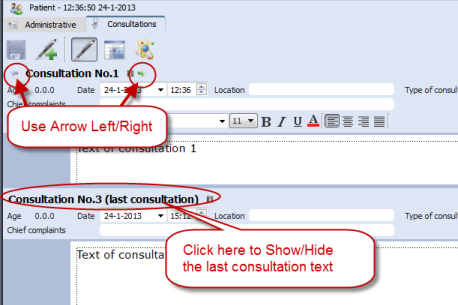 Patient - 12:36:50 24-1-2013
Administrative Consultations
Consultation No.1
Age 0.0.0 Date 24-1-2013 12:36 Location Type of consul
Chief complaints
Use Arrow Left/Right
11 B I U A
Text of consultation 1
Consultation No.3 (last consultation)
Age 0.0.0 Date 24-1-2013 15:12 Location Type of consul
Chief complaints
Click here to Show/Hide
the last consultation text
Text of consulta